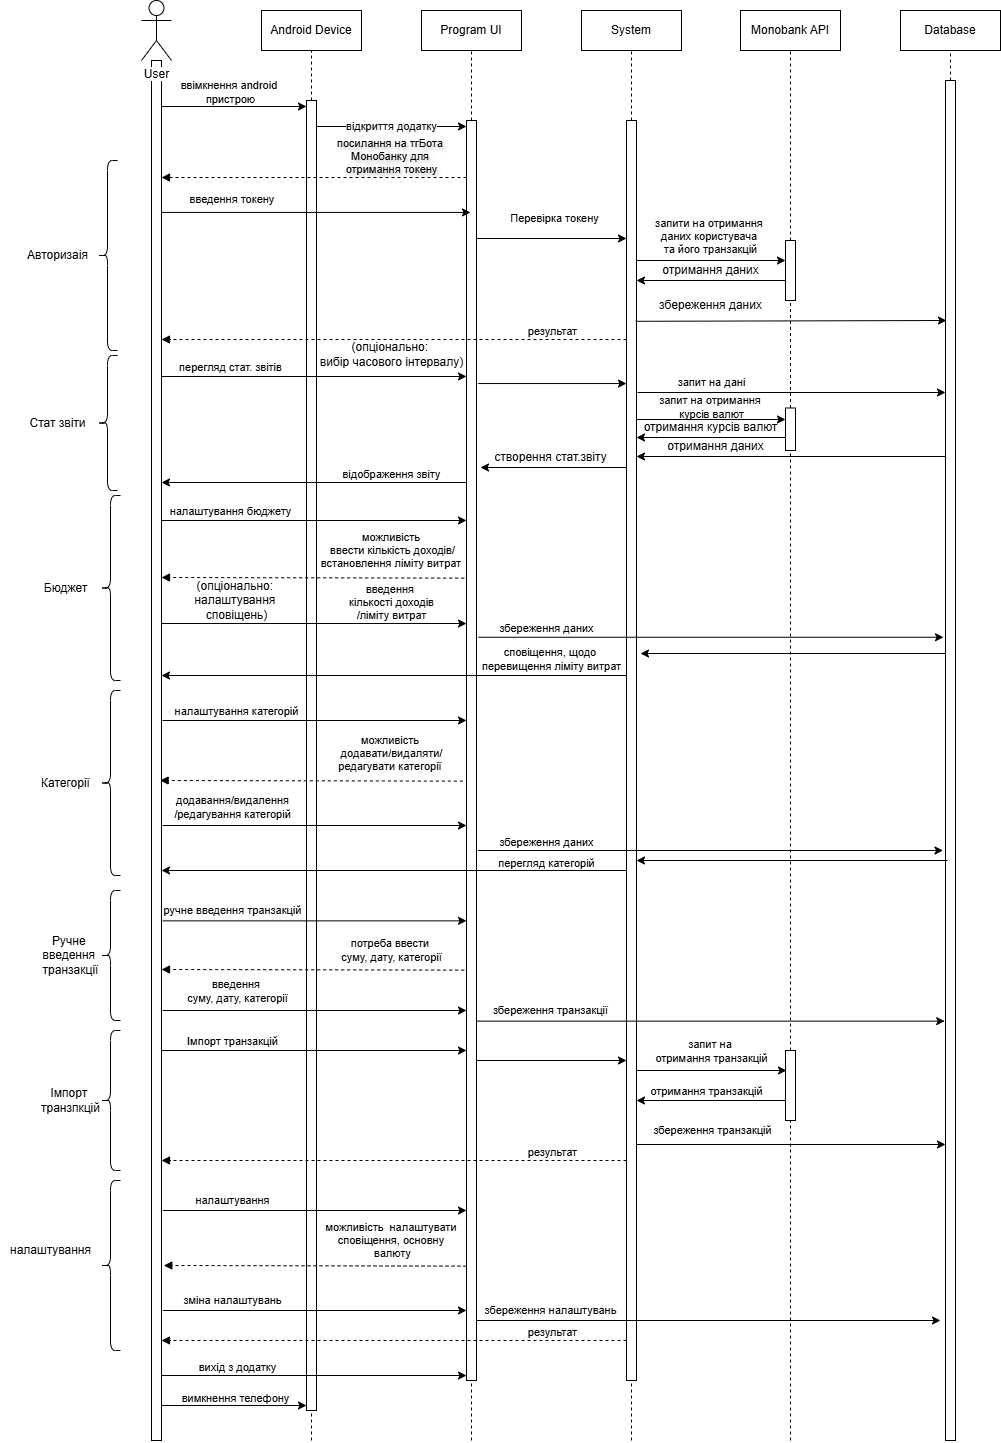 Android Device
Program UI
System
Monobank API
Database
User
ввімкнення android
пристрою
відкриття додатку
посилання на тгБота
Монобанку для
отримання токену
введення токену
Перевірка токену
запити на отримання
даних користувача
та його транзакцій
Авторизаія
отримання даних
збереження даних
результат
(опціонально:
вибір часового інтервалу)
перегляд стат. звітів
запит на дані
запит на отримання
курсів валют
Стат звіти
отримання курсів валют
отримання даних
створення стат.звіту
відображення звіту
налаштування бюджету
можливість
ввести кількість доходів/
встановлення ліміту витрат
Бюджет
(опціонально:
налаштування
сповіщень)
введення
кількості доходів
/ліміту витрат
збереження даних
сповіщення, щодо
перевищення ліміту витрат
налаштування категорій
можливість
додавати/видаляти/
редагувати категорії
Категорії
додавання/видалення
/редагування категорій
збереження даних
перегляд категорій
ручне введення транзакцій
Ручне
введення
транзакції
потреба ввести
суму, дату, категорії
введення
суму, дату, категорії
збереження транзакції
Імпорт транзакцій
запит на
отримання транзакцій
Імпорт
транзпкцій
отримання транзакцій
збереження транзакцій
результат
налаштування
можливість налаштувати
сповіщення, основну
валюту
налаштування
зміна налаштувань
збереження налаштувань
результат
вихід з додатку
вимкнення телефону